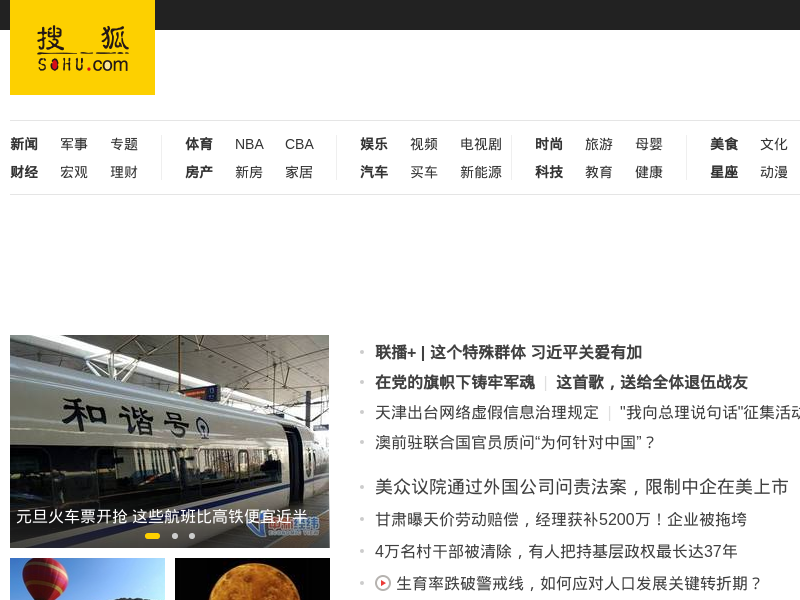 搜 狐
SOHU.com
新闻 军事 专题 体育 NBA CBA 娱乐 视频 电视剧 时尚 旅游 母婴 美食 文化
财经 宏观 理财 房产 新房 家居 汽车 买车 新能源 科技 教育 健康 星座 动漫
和谐号
元旦火车票开抢 这些航班比高铁便宜近半
联播+ | 这个特殊群体 习近平关爱有加
在党的旗帜下铸牢军魂 | 这首歌，送给全体退伍战友
天津出台网络虚假信息治理规定 | "我向总理说句话"征集活动
澳前驻联合国官员质问“为何针对中国”？
美众议院通过外国公司问责法案，限制中企在美上市
甘肃曝天价劳动赔偿，经理获补5200万！企业被拖垮
4万名村干部被清除，有人把持基层政权最长达37年
生育率跌破警戒线，如何应对人口发展关键转折期？